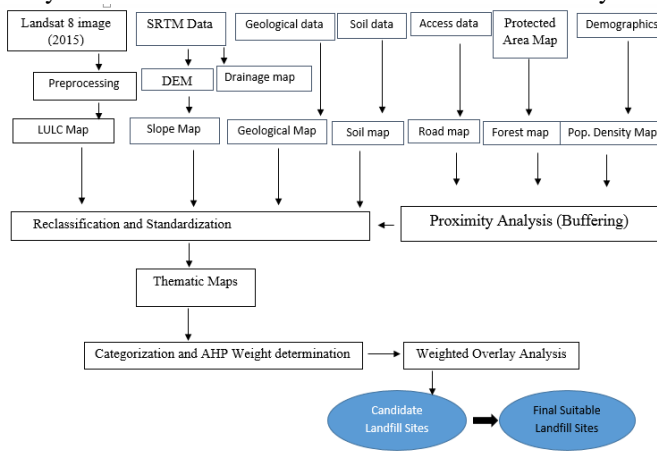 Landsat 8 image
(2015)
SRTM Data
Geological data
Soil data
Access data
Protected
Area Map
Demographics
Preprocessing
DEM
Drainage map
LULC Map
Slope Map
Geological Map
Soil map
Road map
Forest map
Pop. Density Map
Reclassification and Standardization
Proximity Analysis (Buffering)
Thematic Maps
Categorization and AHP Weight determination
Weighted Overlay Analysis
Candidate
Landfill Sites
Final Suitable
Landfill Sites